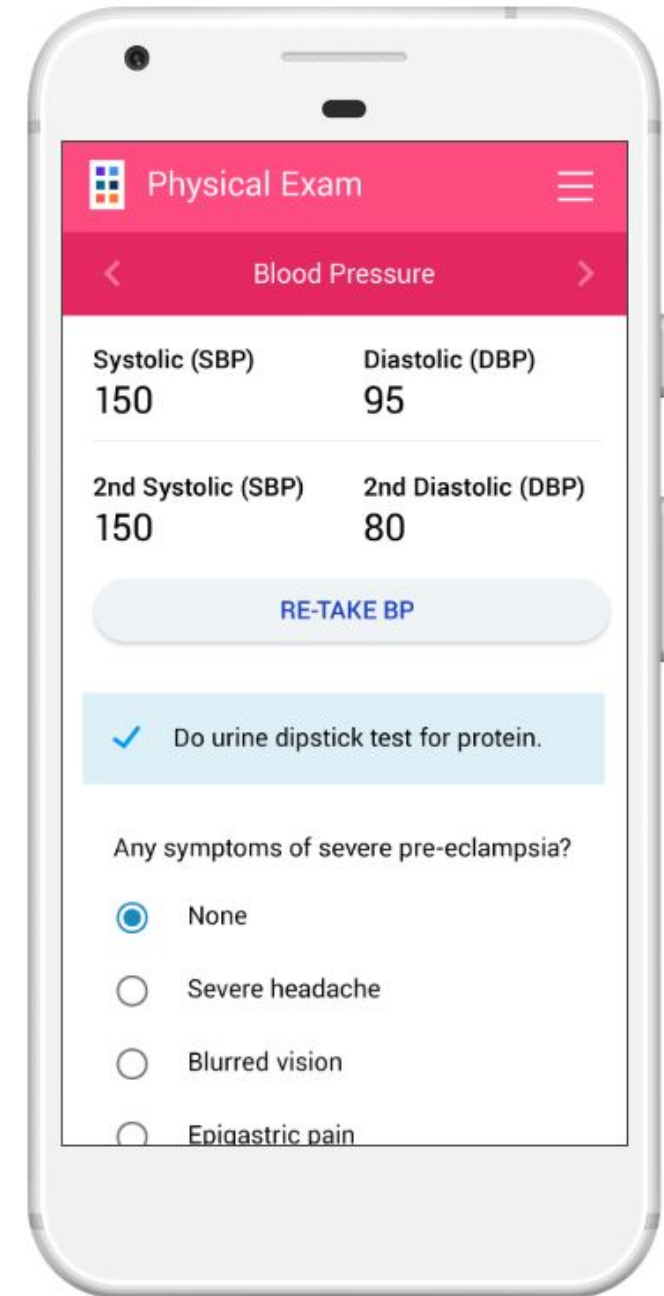 Physical Exam
Blood Pressure
Systolic (SBP) Diastolic (DBP)
150 95
2nd Systolic (SBP) 2nd Diastolic (DBP)
150 80
RE-TAKE BP
Do urine dipstick test for protein.
Any symptoms of severe pre-eclampsia?
None
Severe headache
Blurred vision
Epigastric pain